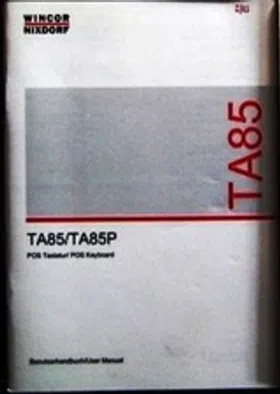 WINCOR
NIXDORF
TA85
TA85/TA85P
POS Tastatur/ POS Keyboard
Benutzerhandbuch/User Manual